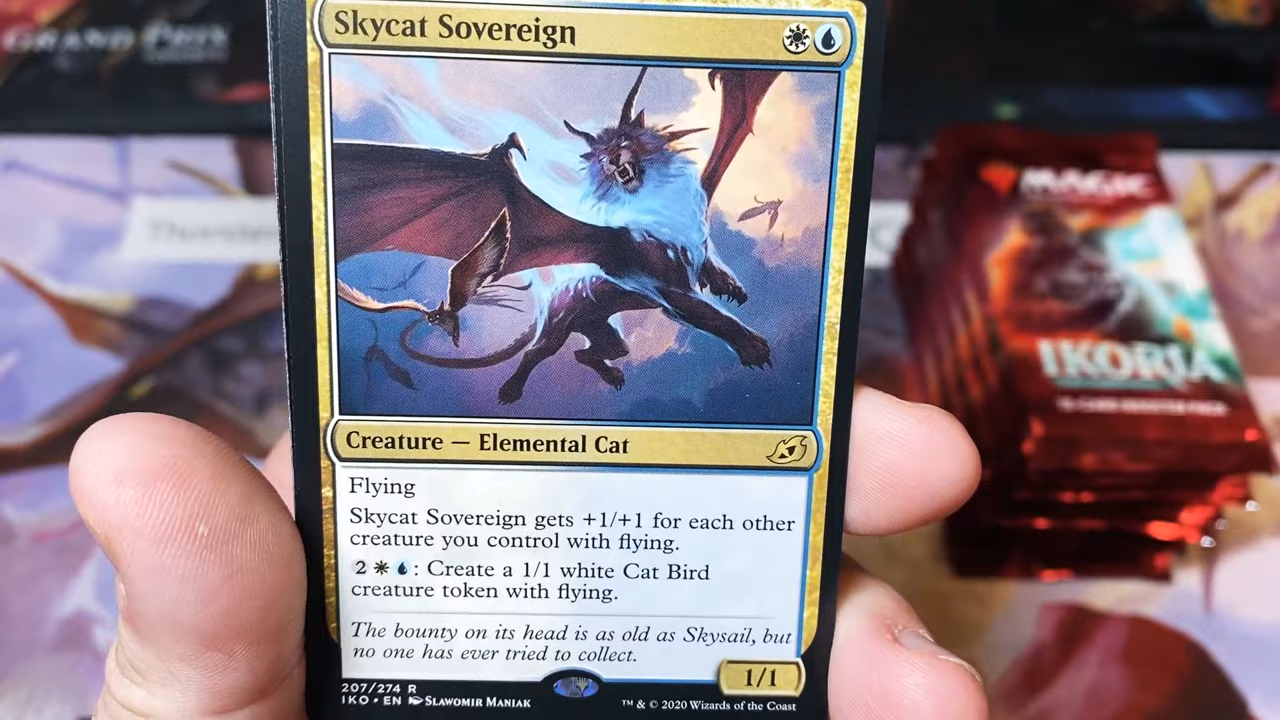 GRAND PRIX
Skycat Sovereign
MAGIC
IKORIA
Creature — Elemental Cat
Flying
Skycat Sovereign gets +1/+1 for each other
creature you control with flying.
2 : Create a 1/1 white Cat Bird
creature token with flying.
The bounty on its head is as old as Skysail, but
no one has ever tried to collect.
1/1
207/274 R
IKO • EN SLAWOMIR MANIAK
™ & © 2020 Wizards of the Coast